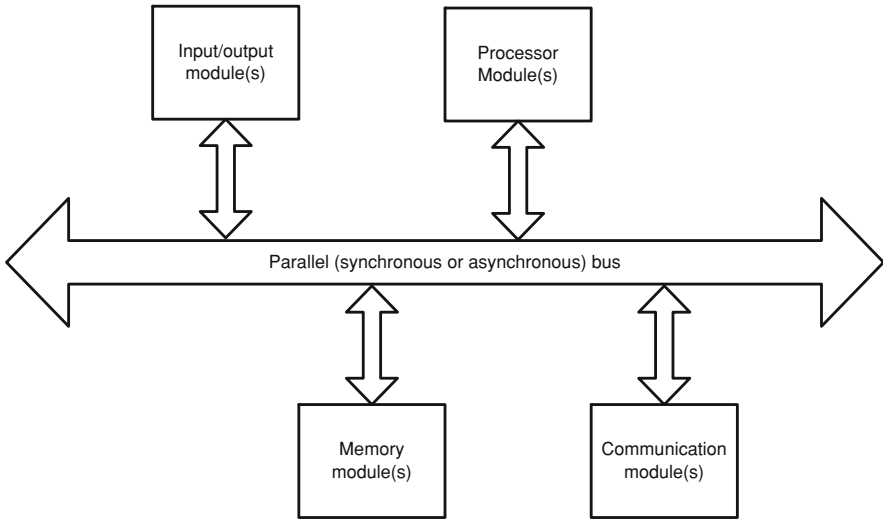 Input/output
module(s)
Processor
Module(s)
Parallel (synchronous or asynchronous) bus
Memory
module(s)
Communication
module(s)